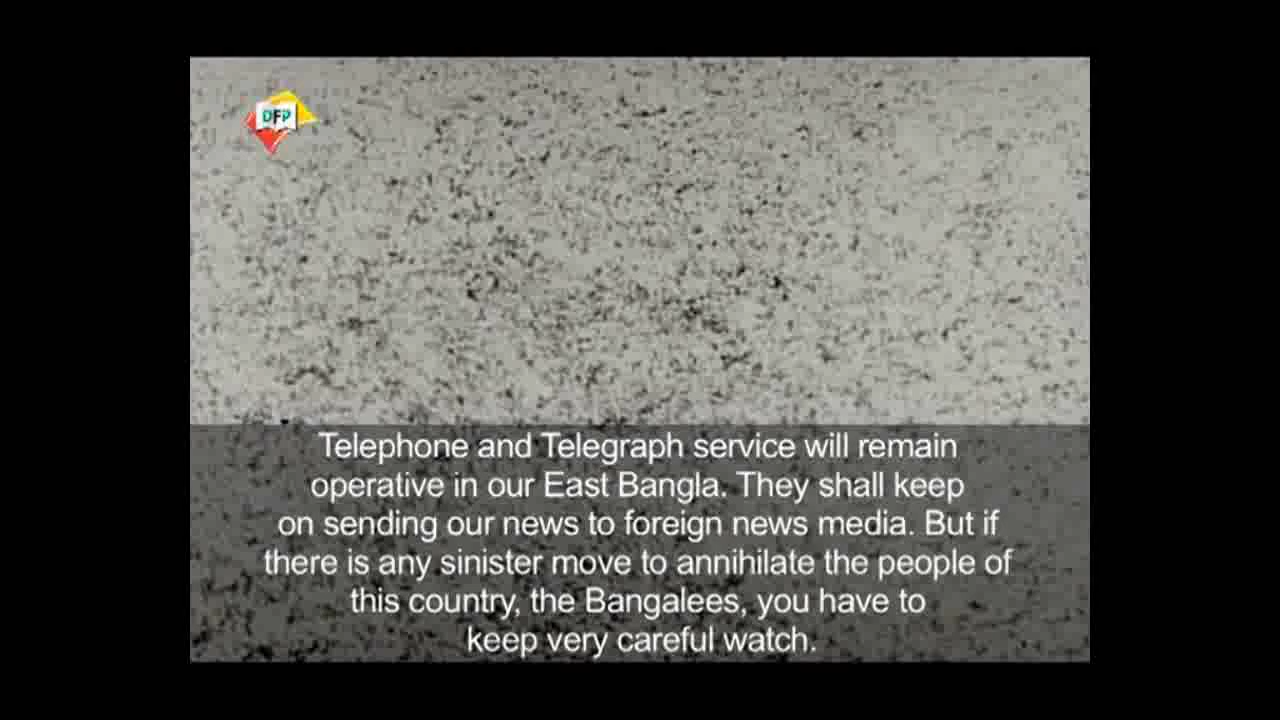 DFP
Telephone and Telegraph service will remain
operative in our East Bangla. They shall keep
on sending our news to foreign news media. But if
there is any sinister move to annihilate the people of
this country, the Bangalees, you have to
keep very careful watch.